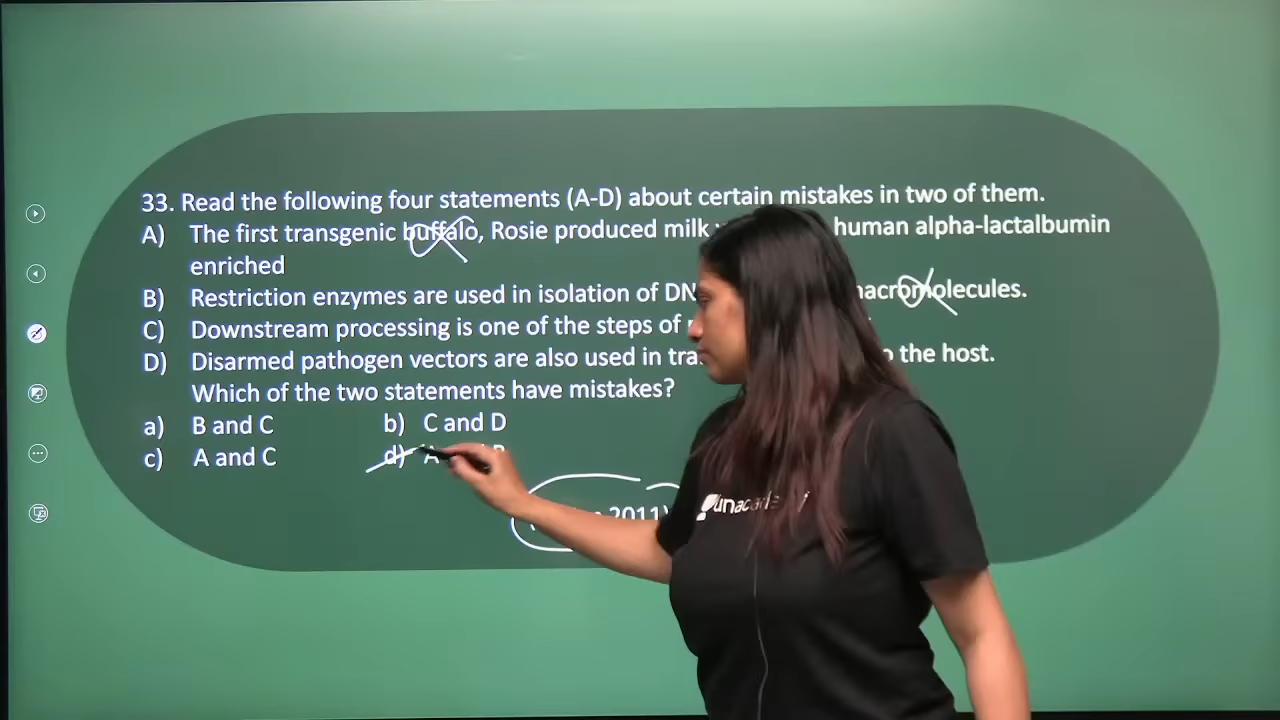 33. Read the following four statements (A-D) about certain mistakes in two of them.
A) The first transgenic buffalo, Rosie produced milk human alpha-lactalbumin
enriched
B) Restriction enzymes are used in isolation of macromolecules.
C) Downstream processing is one of the steps of
D) Disarmed pathogen vectors are also used in the host.
Which of the two statements have mistakes?
a) B and C b) C and D
c) A and C d) A
2011)